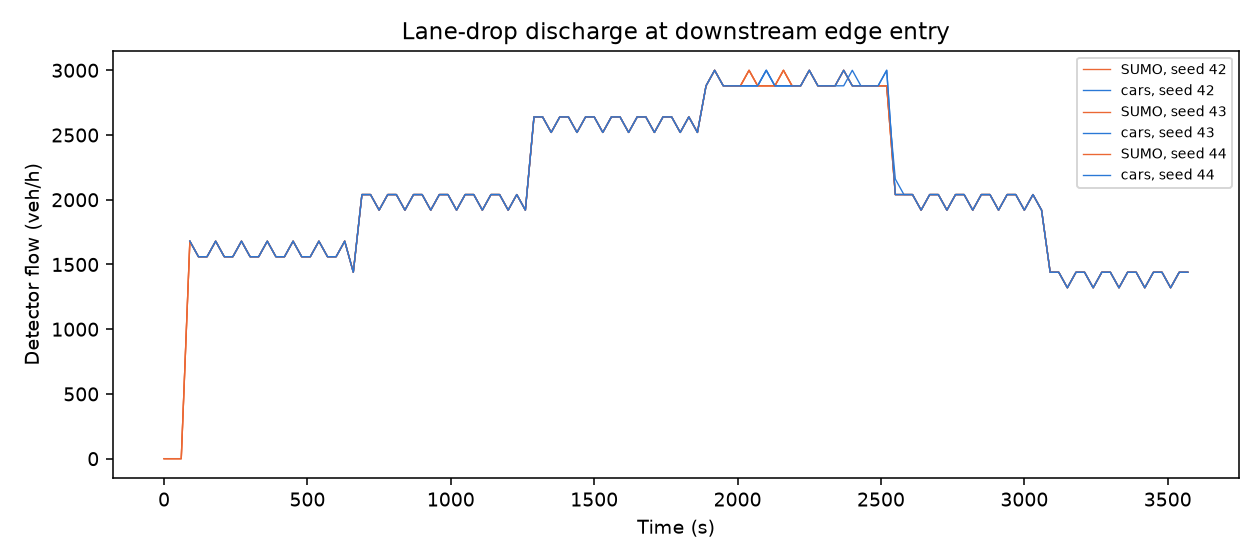 Lane-drop discharge at downstream edge entry
Detector flow (veh/h)
3000
2500
2000
1500
1000
500
0
SUMO, seed 42
cars, seed 42
SUMO, seed 43
cars, seed 43
SUMO, seed 44
cars, seed 44
0 500 1000 1500 2000 2500 3000 3500
Time (s)